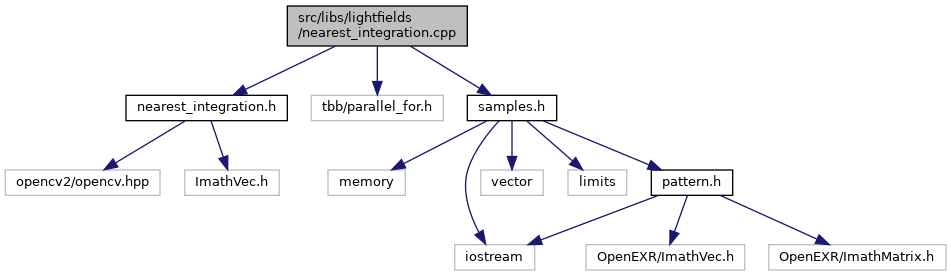 src/libs/lightfields
/nearest_integration.cpp
nearest_integration.h
tbb/parallel_for.h
samples.h
opencv2/opencv.hpp
ImathVec.h
memory
vector
limits
pattern.h
iostream
OpenEXR/ImathVec.h
OpenEXR/ImathMatrix.h